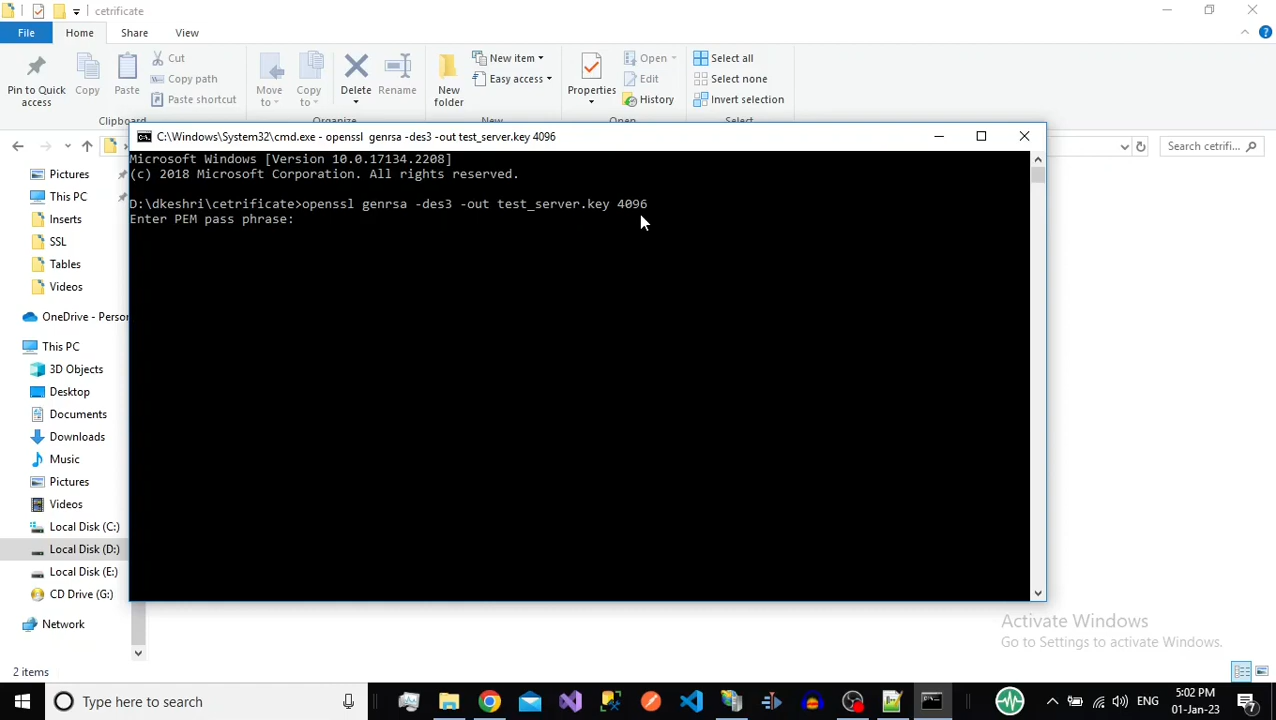 cetrificate
File
Home
Share
View
Pin to Quick access
Copy
Paste
Cut
Copy path
Paste shortcut
Move to
Copy to
Delete
Rename
New folder
New item
Easy access
Properties
Open
Edit
History
Select all
Select none
Invert selection
Clipb
Organize
Open
Select
Search cetrifi...
C:\Windows\System32\cmd.exe - openssl genrsa -des3 -out test_server.key 4096
Microsoft Windows [Version 10.0.17134.2208]
(c) 2018 Microsoft Corporation. All rights reserved.
D:\dkeshri\cetrificate>openssl genrsa -des3 -out test_server.key 4096
Enter PEM pass phrase:
Pictures
This PC
Inserts
SSL
Tables
Videos
OneDrive - Person
This PC
3D Objects
Desktop
Documents
Downloads
Music
Pictures
Videos
Local Disk (C:)
Local Disk (D:)
Local Disk (E:)
CD Drive (G:)
Network
2 items
Activate Windows
Go to Settings to activate Windows.
Type here to search
ENG
5:02 PM
01-Jan-23
7